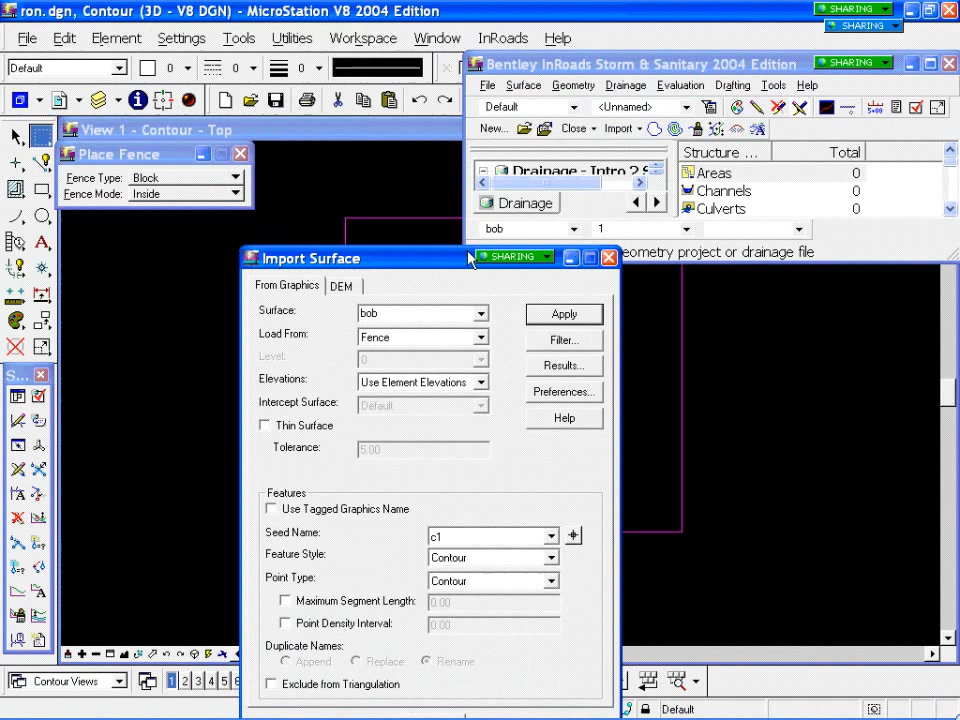 ron.dgn, Contour (3D - V8 DGN) - MicroStation V8 2004 Edition
SHARING
SHARING
File Edit Element Settings Tools Utilities Workspace Window InRoads Help
Default 0 0 0
Bentley InRoads Storm & Sanitary 2004 Edition SHARING
File Surface Geometry Drainage Evaluation Drafting Tools Help
Default <Unnamed>
New... Close Import
View 1 - Contour - Top
Place Fence
Fence Type: Block
Fence Mode: Inside
Drainage - Intro 2
Drainage
Structure ... Total
Areas 0
Channels 0
Culverts 0
bob 1
geometry project or drainage file
Import Surface SHARING
From Graphics DEM
Surface: bob Apply
Load From: Fence Filter...
Level: 0
Elevations: Use Element Elevations Results...
Intercept Surface: Default Preferences...
Thin Surface Help
Tolerance: 5.00
Features
Use Tagged Graphics Name
Seed Name: c1
Feature Style: Contour
Point Type: Contour
Maximum Segment Length: 0.00
Point Density Interval: 0.00
Duplicate Names:
Append Replace Rename
Exclude from Triangulation
S...
Contour Views 1 2 3 4 5 6
Default